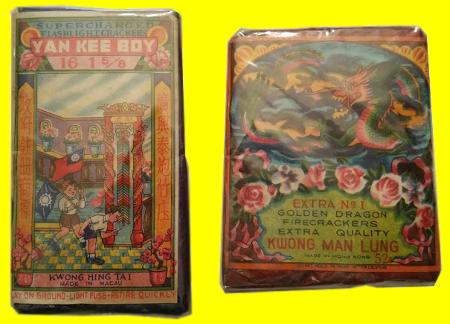 SUPERCHARGED
FLASHLIGHT CRACKERS
YAN KEE BOY
16 1 5/8
KWONG HING TAI
MADE IN MACAU
LAY ON GROUND-LIGHT FUSE-RETIRE QUICKLY
EXTRA No 1
GOLDEN DRAGON
FIRECRACKERS
EXTRA QUALITY
KWONG MAN LUNG
MADE IN HONG KONG